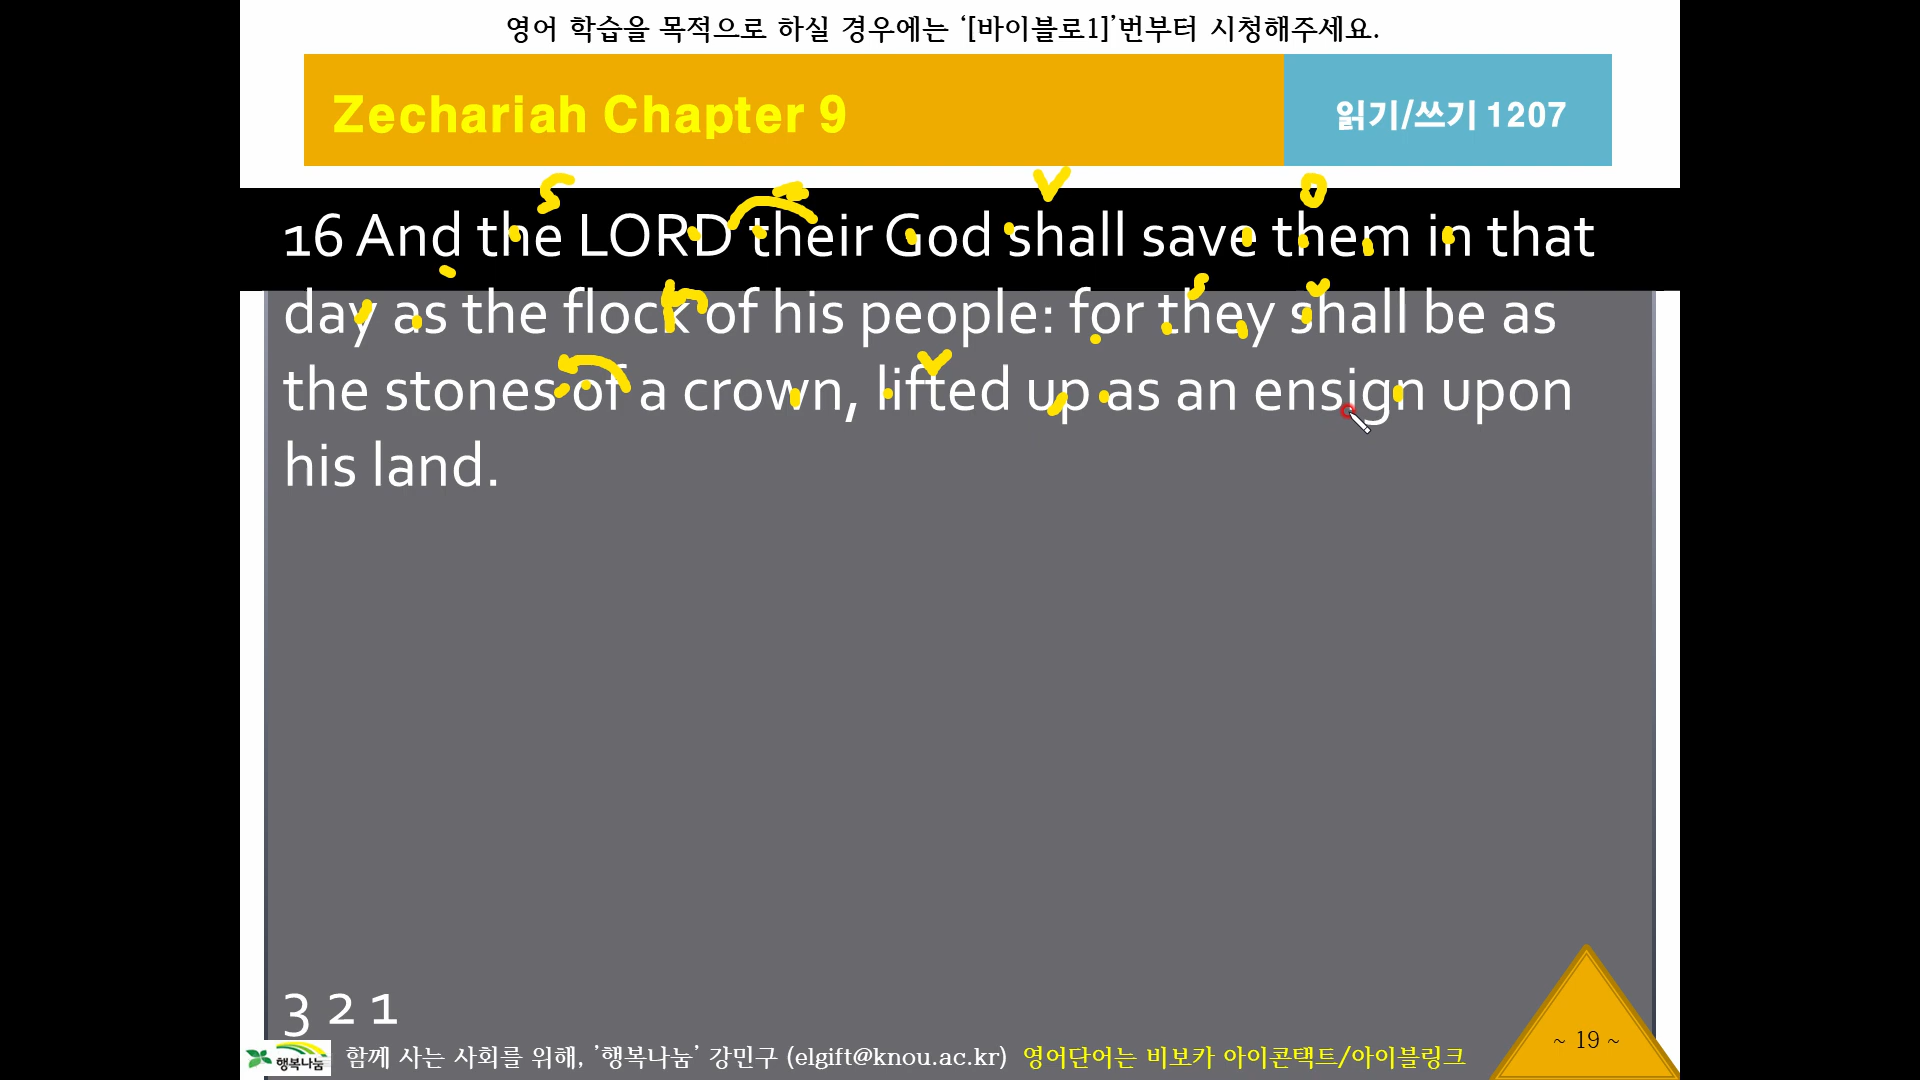 영어 학습을 목적으로 하실 경우에는 ‘[바이블로1]’번부터 시청해주세요.
Zechariah Chapter 9
읽기/쓰기 1207
16 And the LORD their God shall save them in that
day as the flock of his people: for they shall be as
the stones of a crown, lifted up as an ensign upon
his land.
3 2 1
행복나눔
함께 사는 사회를 위해, ’행복나눔’ 강민구 (elgift@knou.ac.kr) 영어단어는 비보카 아이콘택트/아이블링크
~ 19 ~